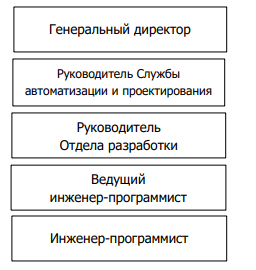 Генеральный директор
Руководитель Службы
автоматизации и проектирования
Руководитель
Отдела разработки
Ведущий
инженер-программист
Инженер-программист